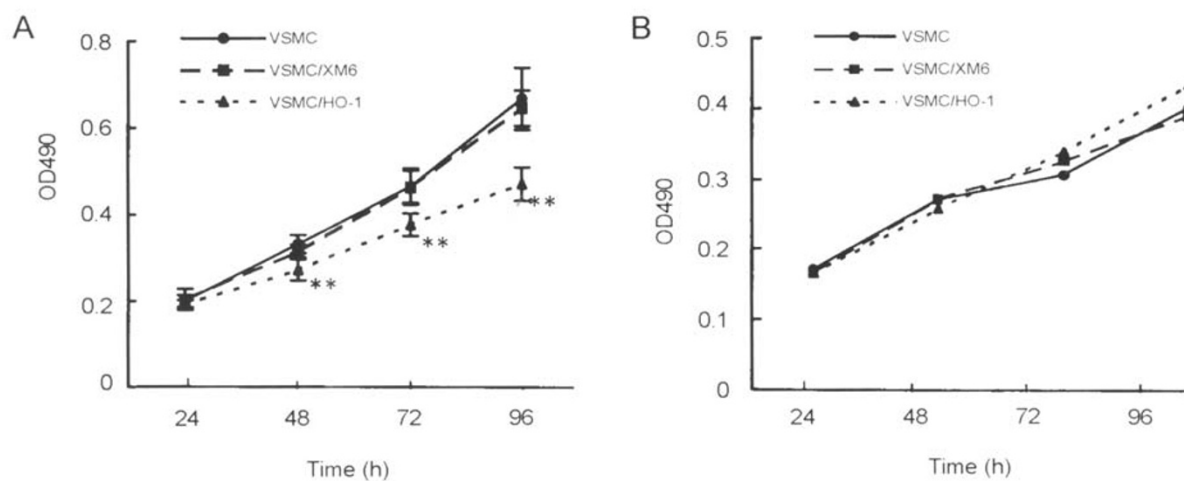 A
0.8
0.6
0.4
0.2
0
OD490
VSMC
VSMC/XM6
VSMC/HO-1
**
**
**
24 48 72 96
Time (h)
B
0.5
0.4
0.3
0.2
0.1
0
OD490
VSMC
VSMC/XM6
VSMC/HO-1
24 48 72 96
Time (h)